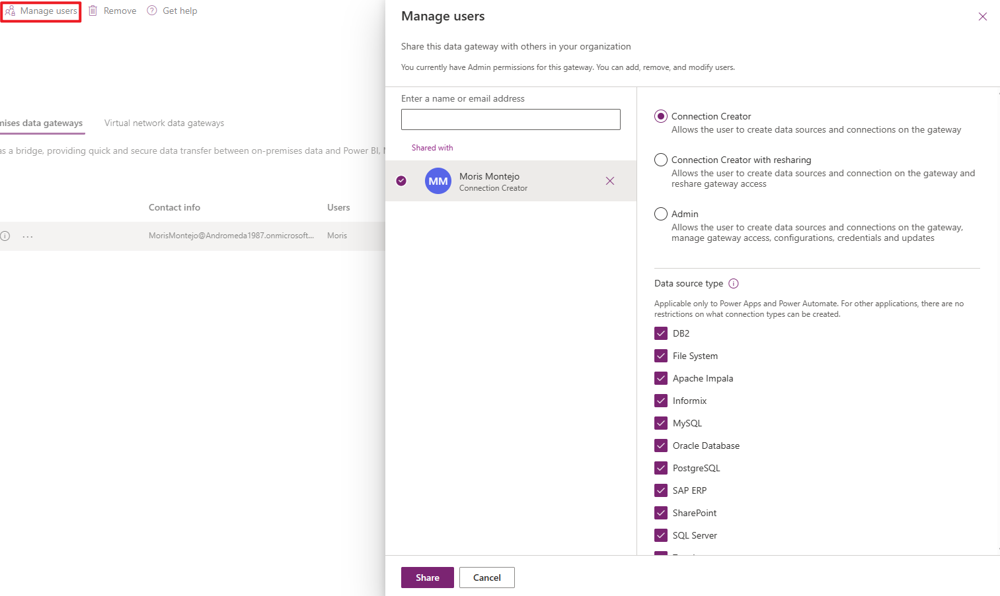 Manage users
Remove
Get help
mises data gateways
Virtual network data gateways
as a bridge, providing quick and secure data transfer between on-premises data and Power BI,
Contact info
Users
MorisMontejo@Andromeda1987.onmicrosoft...
Moris
Manage users
Share this data gateway with others in your organization
You currently have Admin permissions for this gateway. You can add, remove, and modify users.
Enter a name or email address
Shared with
MM
Moris Montejo
Connection Creator
Connection Creator
Allows the user to create data sources and connections on the gateway
Connection Creator with resharing
Allows the user to create data sources and connection on the gateway and
reshare gateway access
Admin
Allows the user to create data sources and connections on the gateway,
manage gateway access, configurations, credentials and updates
Data source type
Applicable only to Power Apps and Power Automate. For other applications, there are no
restrictions on what connection types can be created.
DB2
File System
Apache Impala
Informix
MySQL
Oracle Database
PostgreSQL
SAP ERP
SharePoint
SQL Server
Share
Cancel